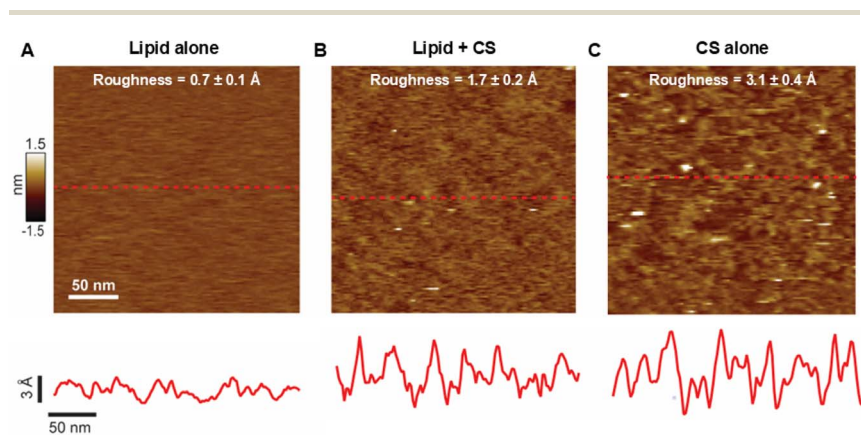 A Lipid alone
Roughness = 0.7 ± 0.1 Å
1.5
nm
-1.5
50 nm
B Lipid + CS
Roughness = 1.7 ± 0.2 Å
C CS alone
Roughness = 3.1 ± 0.4 Å
3 Å
50 nm